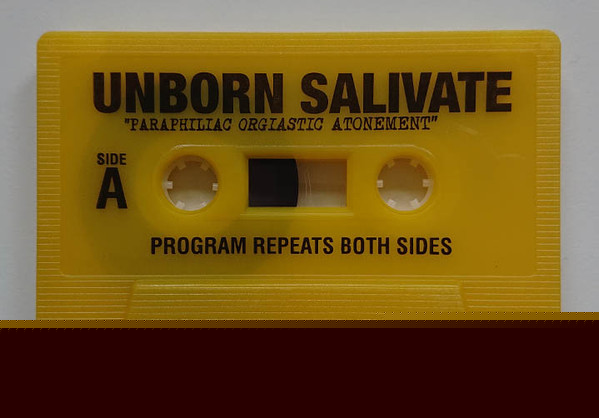 UNBORN SALIVATE
"PARAPHILIAC ORGIASTIC ATONEMENT"
SIDE
A
PROGRAM REPEATS BOTH SIDES